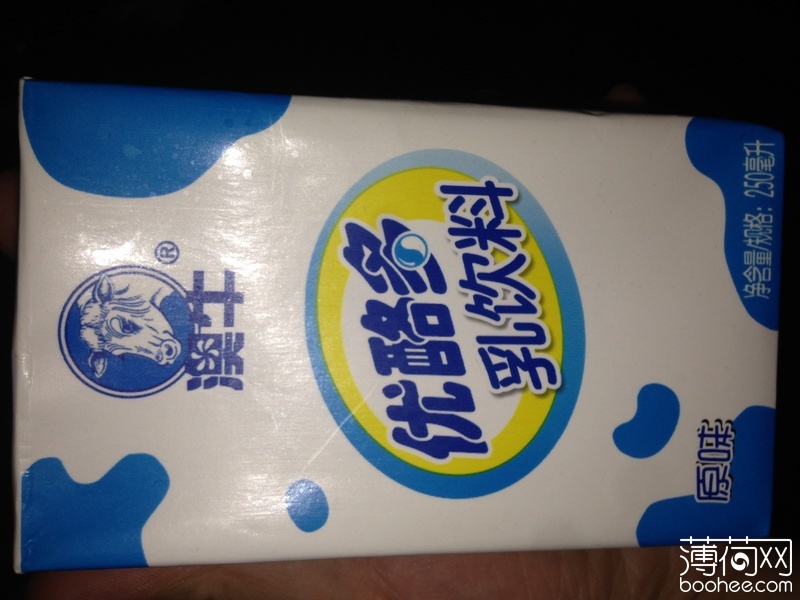 澳牛®
优酪多
乳饮料
原味
净含量/规格：250毫升
薄荷网
boohee.com